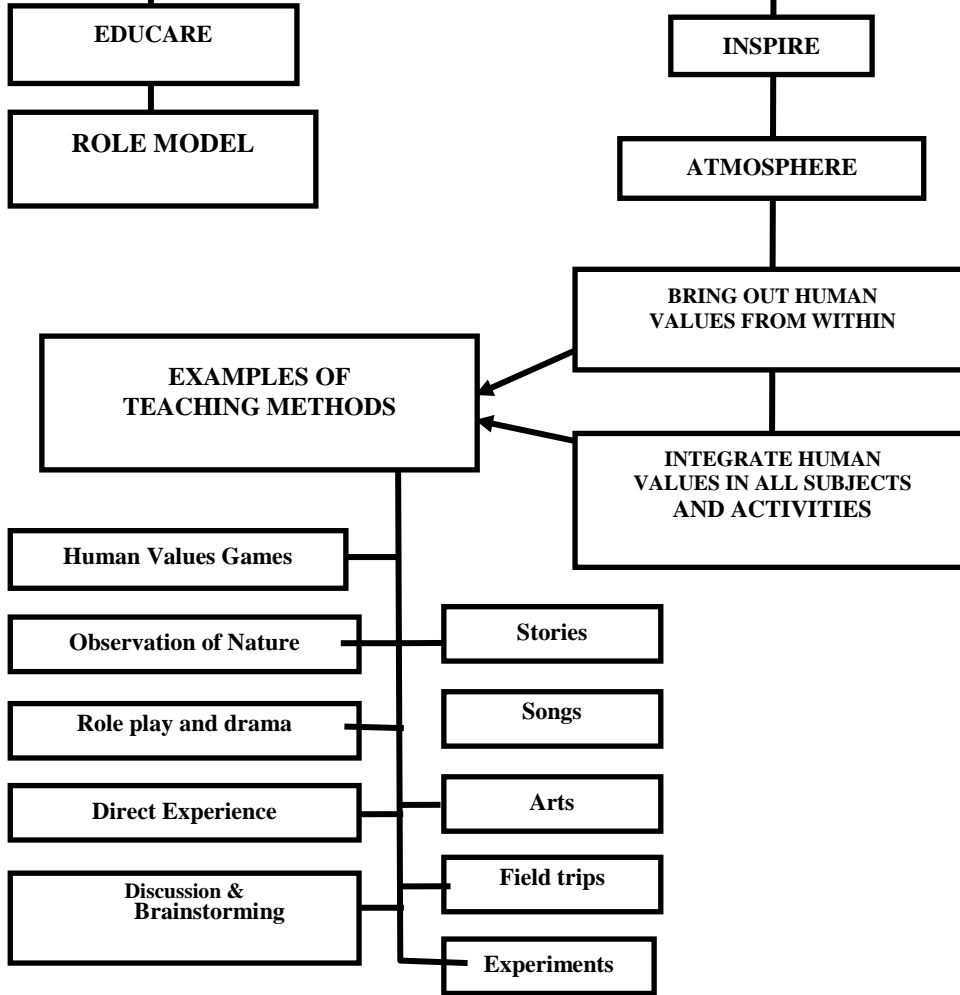 EDUCARE
INSPIRE
ROLE MODEL
ATMOSPHERE
BRING OUT HUMAN
VALUES FROM WITHIN
EXAMPLES OF
TEACHING METHODS
INTEGRATE HUMAN
VALUES IN ALL SUBJECTS
AND ACTIVITIES
Human Values Games
Observation of Nature
Stories
Role play and drama
Songs
Direct Experience
Arts
Discussion &
Brainstorming
Field trips
Experiments